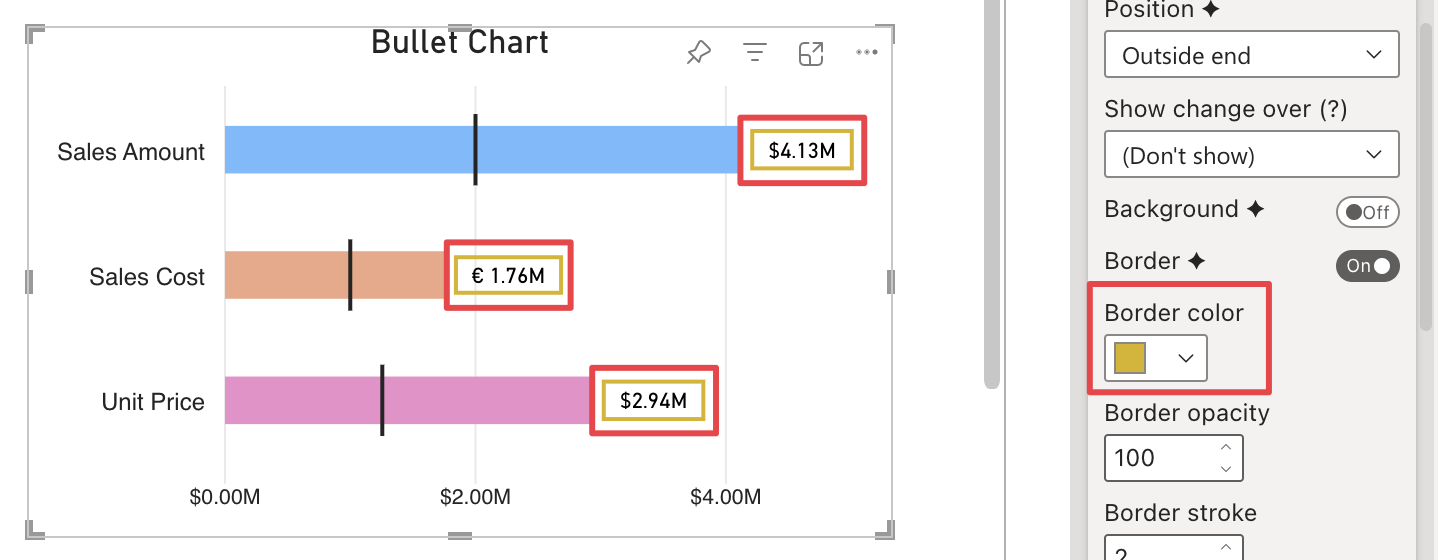 Bullet Chart
Sales Amount
$4.13M
Sales Cost
€ 1.76M
Unit Price
$2.94M
$0.00M
$2.00M
$4.00M
Position
Outside end
Show change over (?)
(Don't show)
Background
Off
Border
On
Border color
Border opacity
100
Border stroke
2